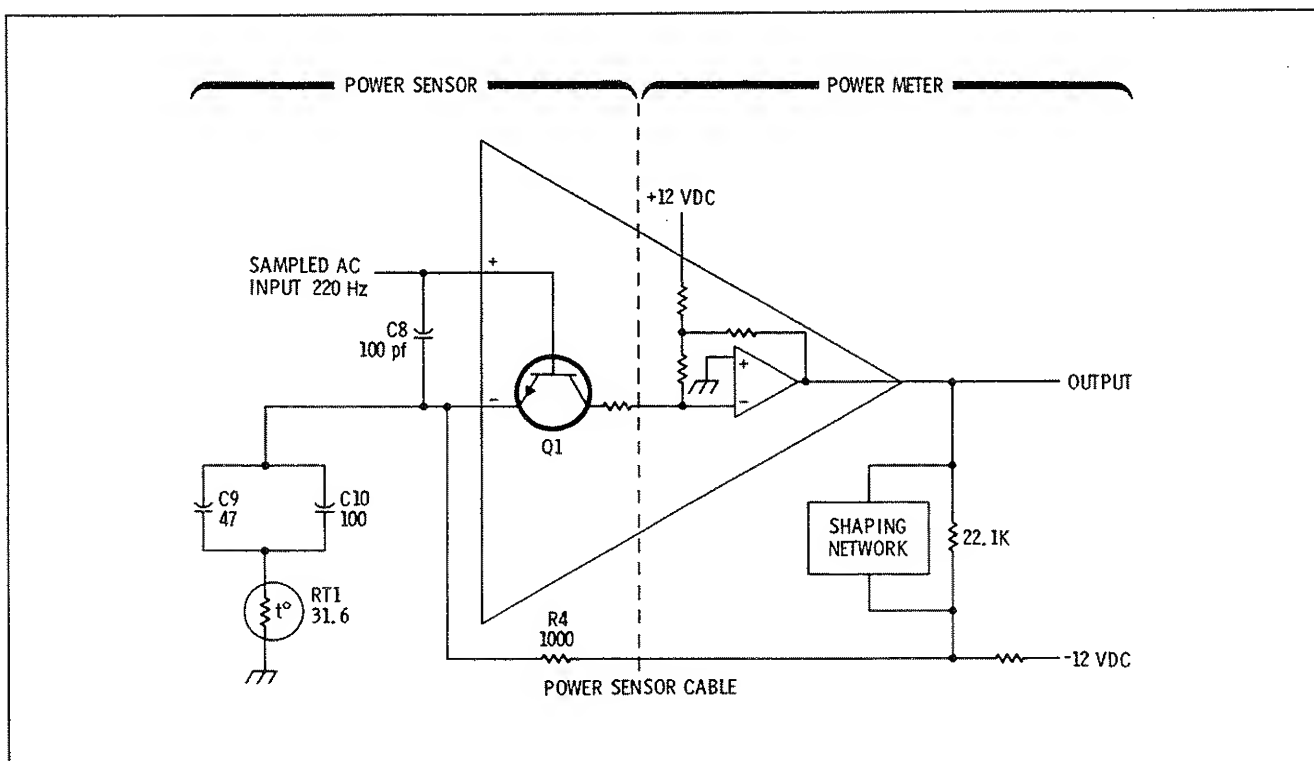 POWER SENSOR
POWER METER
+12 VDC
SAMPLED AC
INPUT 220 Hz
+
C8
100 pf
+
OUTPUT
-
-
Q1
C9
47
C10
100
SHAPING
NETWORK
22.1K
t°
RT1
31.6
R4
1000
-12 VDC
POWER SENSOR CABLE